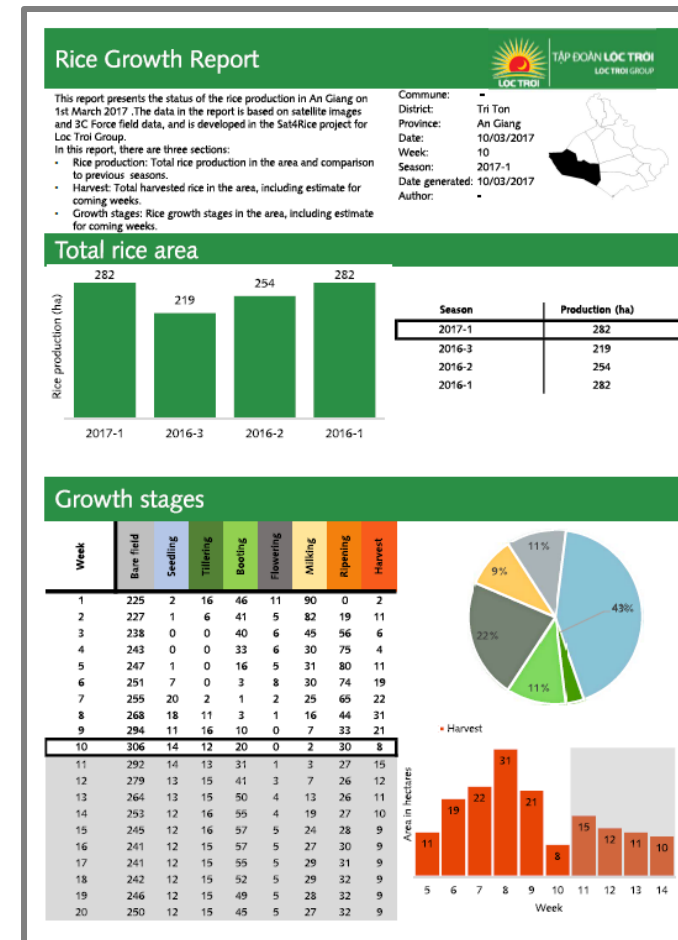 Rice Growth Report
LOC TROI
TẬP ĐOÀN LỘC TRỜI
LOC TROI GROUP
This report presents the status of the rice production in An Giang on
1st March 2017 .The data in the report is based on satellite images
and 3C Force field data, and is developed in the Sat4Rice project for
Loc Troi Group.
In this report, there are three sections:
- Rice production: Total rice production in the area and comparison
to previous seasons.
- Harvest: Total harvested rice in the area, including estimate for
coming weeks.
- Growth stages: Rice growth stages in the area, including estimate
for coming weeks.
Commune: -
District: Tri Ton
Province: An Giang
Date: 10/03/2017
Week: 10
Season: 2017-1
Date generated: 10/03/2017
Author: -
Total rice area
Rice production (ha)
282 219 254 282
2017-1 2016-3 2016-2 2016-1
Season Production (ha)
2017-1 282
2016-3 219
2016-2 254
2016-1 282
Growth stages
Week Bare field Seedling Tillering Booting Flowering Milking Ripening Harvest
1 225 2 16 46 11 90 0 2
2 227 1 6 41 5 82 19 11
3 238 0 0 40 6 45 56 6
4 243 0 0 33 6 30 75 4
5 247 1 0 16 5 31 80 11
6 251 7 0 3 8 30 74 19
7 255 20 2 1 2 25 65 22
8 268 18 11 3 1 16 44 31
9 294 11 16 10 0 7 33 21
10 306 14 12 20 0 2 30 8
11 292 14 13 31 1 3 27 15
12 279 13 15 41 3 7 26 12
13 264 13 15 50 4 13 26 11
14 253 12 16 55 4 19 27 10
15 245 12 16 57 5 24 28 9
16 241 12 15 57 5 27 30 9
17 241 12 15 55 5 29 31 9
18 242 12 15 52 5 29 32 9
19 246 12 15 49 5 28 32 9
20 250 12 15 45 5 27 32 9
11%
9%
43%
22%
11%
Harvest
Area in hectares
11 19 22 31 21 8 15 12 11 10
5 6 7 8 9 10 11 12 13 14
Week